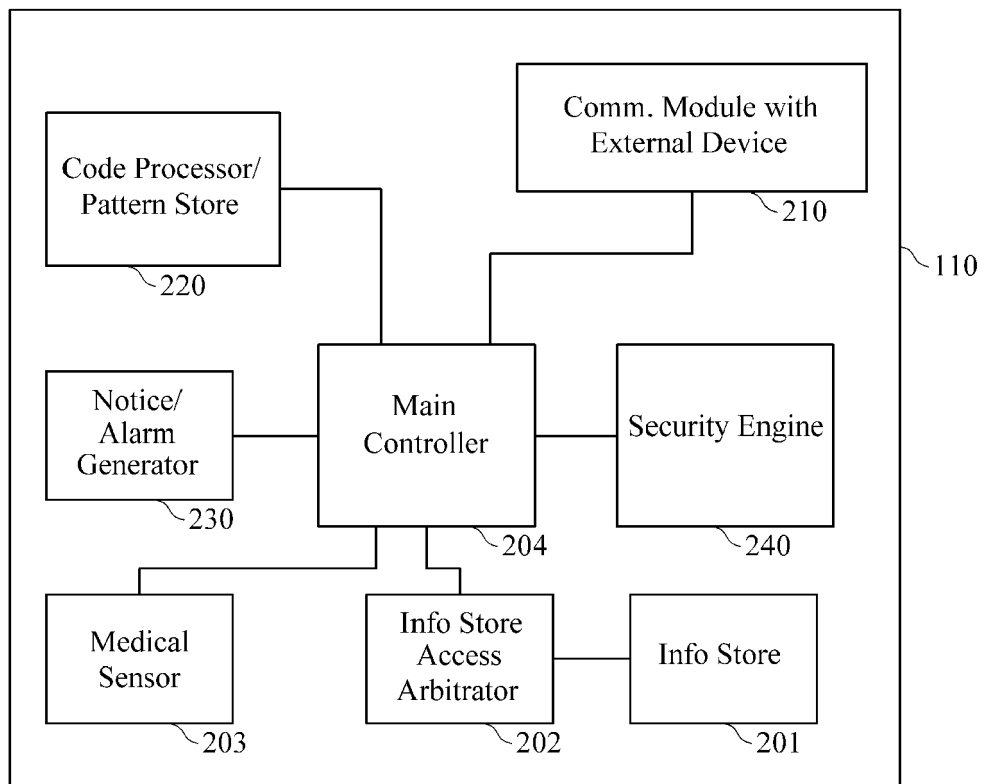 Comm. Module with
External Device
210
Code Processor/
Pattern Store
220
110
Notice/
Alarm
Generator
230
Main
Controller
204
Security Engine
240
Medical
Sensor
203
Info Store
Access
Arbitrator
202
Info Store
201